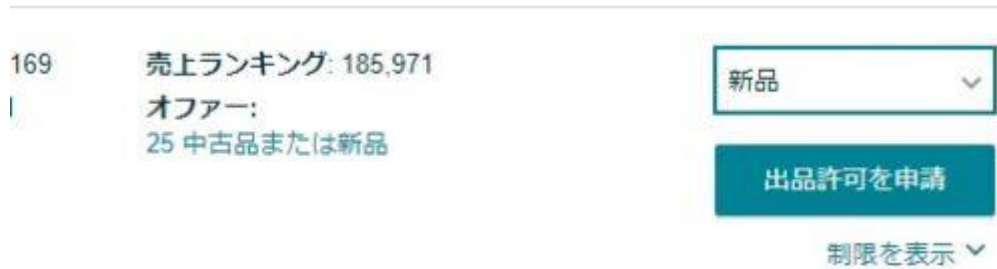 169
売上ランキング: 185,971
オファー:
25 中古品または新品
新品
出品許可を申請
制限を表示